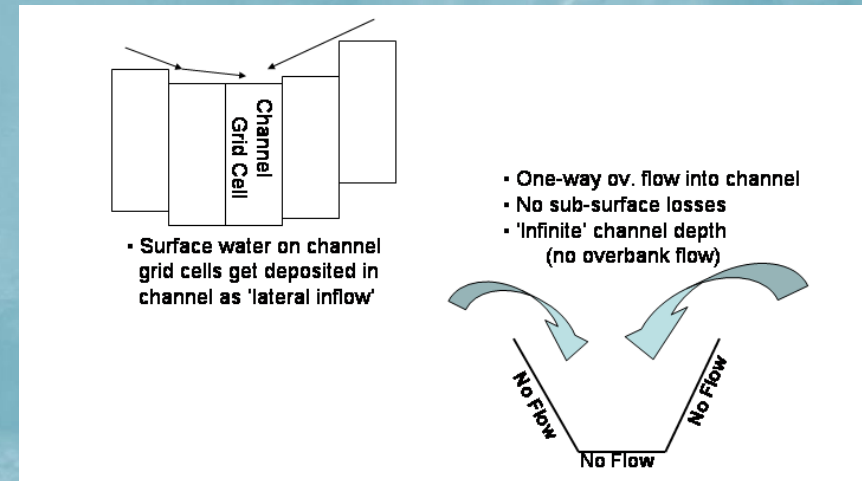 Channel
Grid Cell
▪ Surface water on channel
grid cells get deposited in
channel as 'lateral inflow'
▪ One-way ov. flow into channel
▪ No sub-surface losses
▪ 'Infinite' channel depth
(no overbank flow)
No Flow
No Flow
No Flow